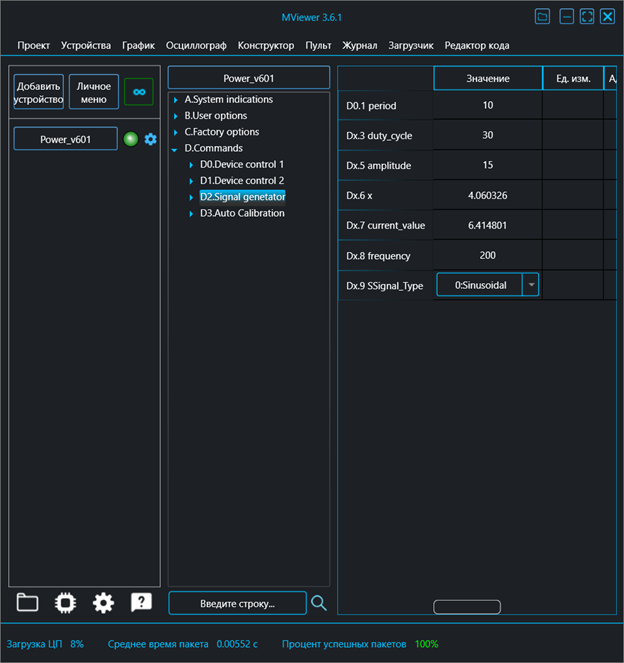 MViewer 3.6.1
Проект Устройства График Осциллограф Конструктор Пульт Журнал Загрузчик Редактор кода
Добавить
устройство
Личное
меню
∞
Power_v601
Power_v601
A.System indications
B.User options
C.Factory options
D.Commands
D0.Device control 1
D1.Device control 2
D2.Signal genetator
D3.Auto Calibration
Введите строку...
Значение Ед. изм. А
D0.1 period 10
Dx.3 duty_cycle 30
Dx.5 amplitude 15
Dx.6 x 4.060326
Dx.7 current_value 6.414801
Dx.8 frequency 200
Dx.9 SSignal_Type 0:Sinusoidal
Загрузка ЦП 8% Среднее время пакета 0.00552 с Процент успешных пакетов 100%